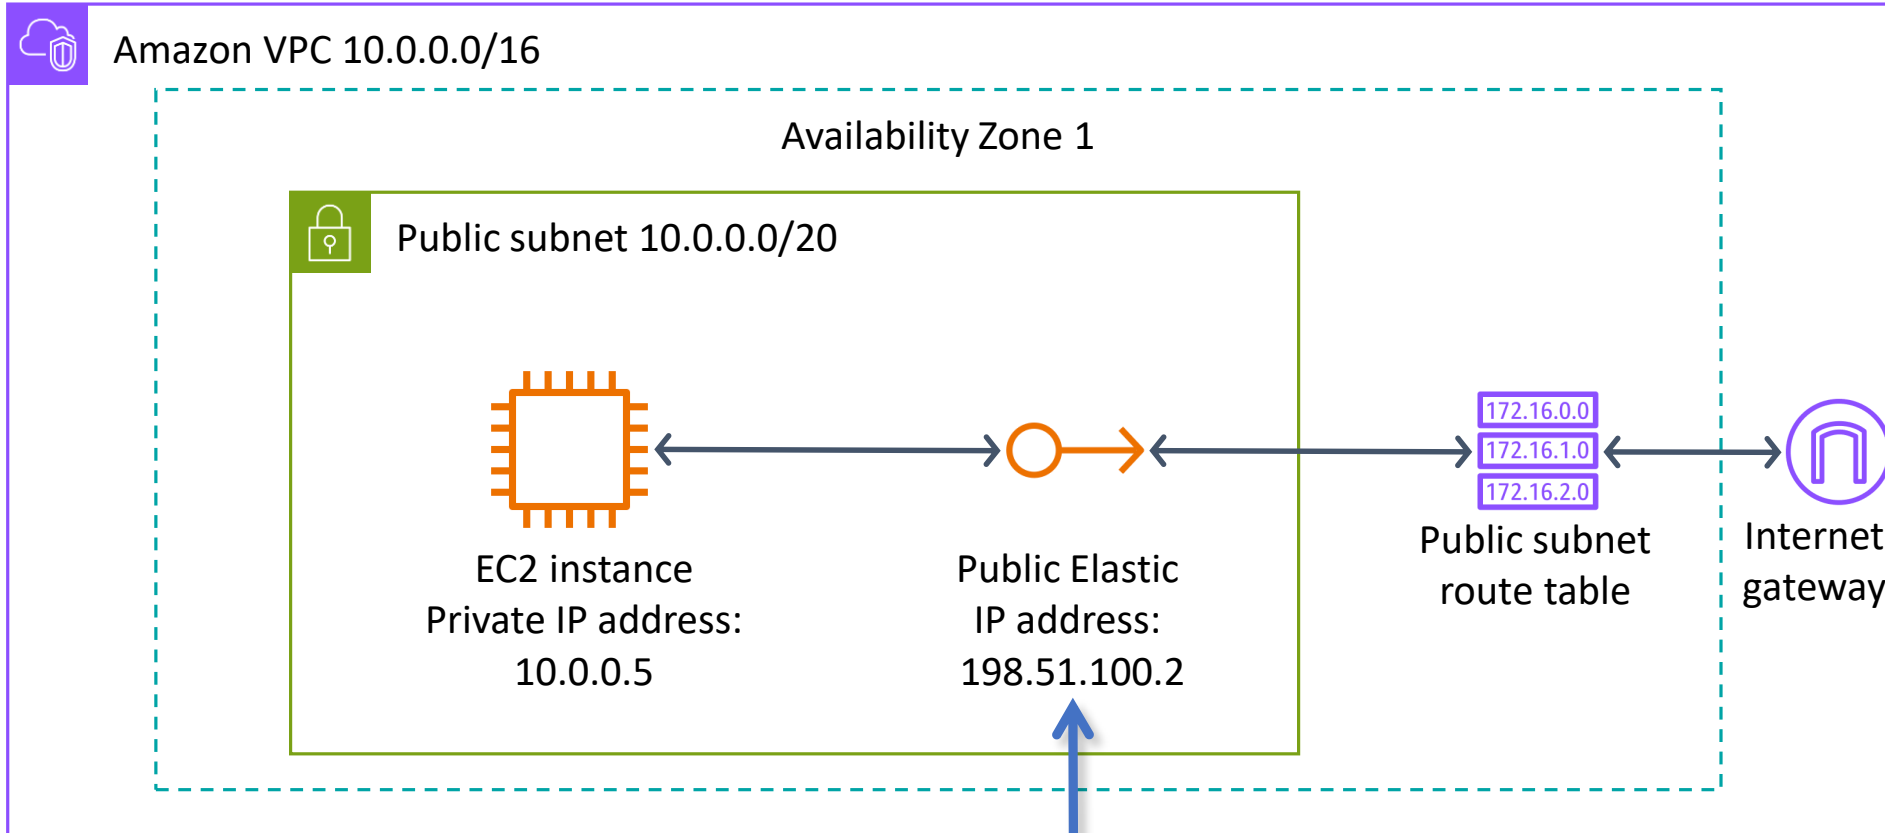 Amazon VPC 10.0.0.0/16
Availability Zone 1
Public subnet 10.0.0.0/20
172.16.0.0
172.16.1.0
172.16.2.0
EC2 instance
Private IP address:
10.0.0.5
Public Elastic
IP address:
198.51.100.2
Public subnet
route table
Internet
gateway